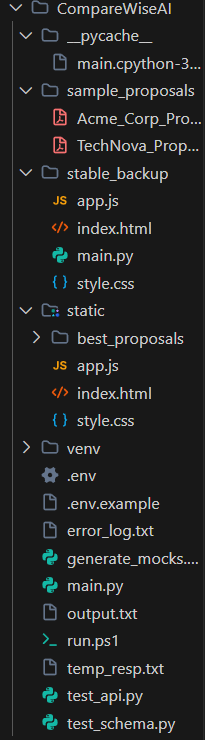 CompareWiseAI
__pycache__
main.cpython-3...
sample_proposals
Acme_Corp_Pro...
TechNova_Prop...
stable_backup
JS app.js
<> index.html
main.py
{ } style.css
static
best_proposals
JS app.js
<> index.html
{ } style.css
venv
.env
.env.example
error_log.txt
generate_mocks....
main.py
output.txt
run.ps1
temp_resp.txt
test_api.py
test_schema.py